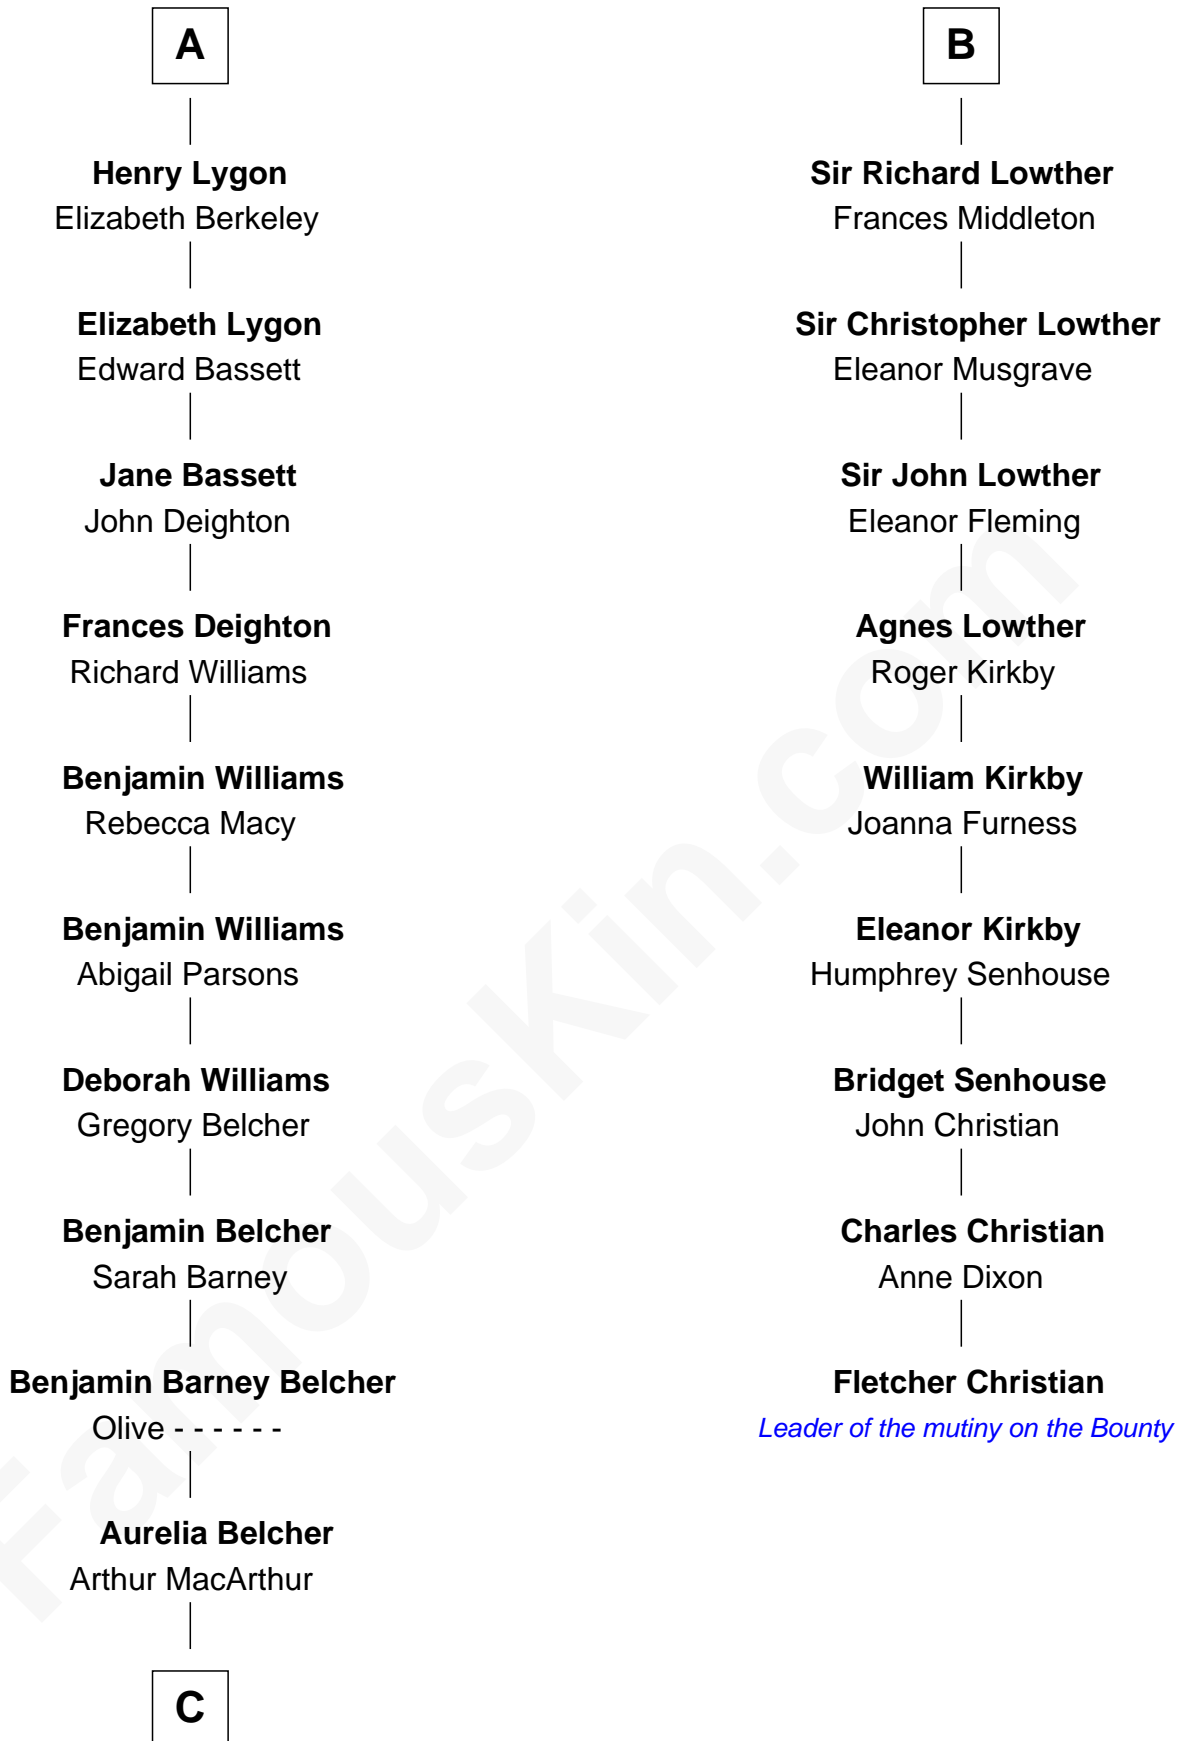 A
Henry Lygon
Elizabeth Berkeley
Elizabeth Lygon
Edward Bassett
Jane Bassett
John Deighton
Frances Deighton
Richard Williams
Benjamin Williams
Rebecca Macy
Benjamin Williams
Abigail Parsons
Deborah Williams
Gregory Belcher
Benjamin Belcher
Sarah Barney
Benjamin Barney Belcher
Olive - - - - - -
Aurelia Belcher
Arthur MacArthur
C
B
Sir Richard Lowther
Frances Middleton
Sir Christopher Lowther
Eleanor Musgrave
Sir John Lowther
Eleanor Fleming
Agnes Lowther
Roger Kirkby
William Kirkby
Joanna Furness
Eleanor Kirkby
Humphrey Senhouse
Bridget Senhouse
John Christian
Charles Christian
Anne Dixon
Fletcher Christian
Leader of the mutiny on the Bounty
FamousKin.com